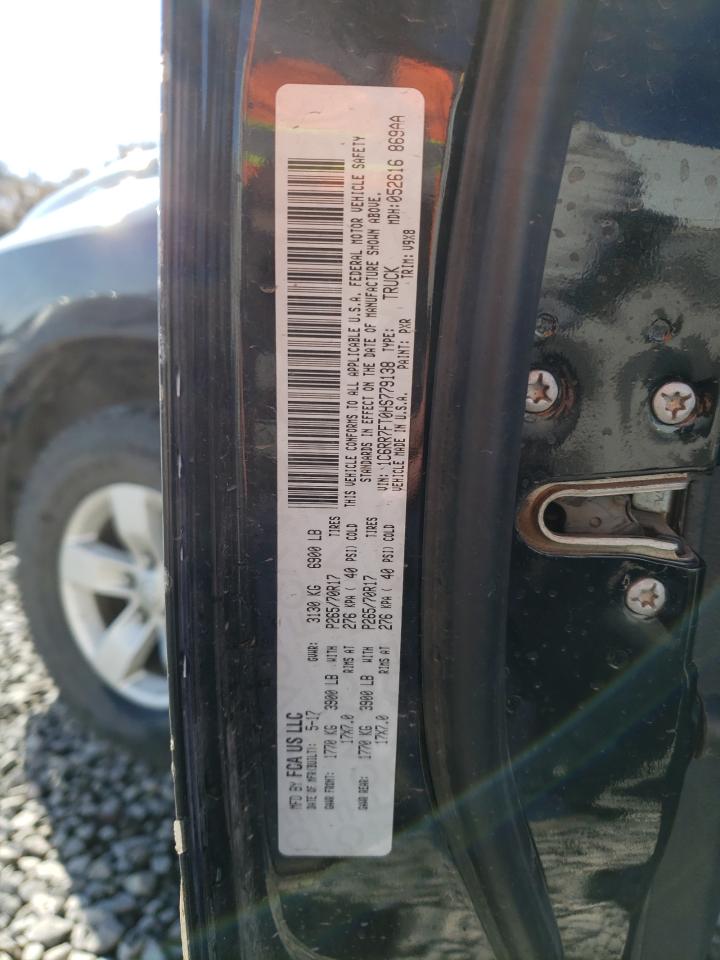 MFD BY FCA US LLC
DATE OF MFR(BUILT): 5-17 GVWR: 3130 KG 6900 LB
GAWR FRONT: 1770 KG 3900 LB WITH P265/70R17 TIRES
17X7.0 RIMS AT 276 KPA ( 40 PSI) COLD
GAWR REAR: 1770 KG 3900 LB WITH P265/70R17 TIRES
17X7.0 RIMS AT 276 KPA ( 40 PSI) COLD
THIS VEHICLE CONFORMS TO ALL APPLICABLE U.S.A. FEDERAL MOTOR VEHICLE SAFETY
STANDARDS IN EFFECT ON THE DATE OF MANUFACTURE SHOWN ABOVE.
VIN: 1C6RR7FT0HS779138 TYPE: TRUCK MDH:052616 869AA
VEHICLE MADE IN U.S.A. PAINT: PXR TRIM: V9X8